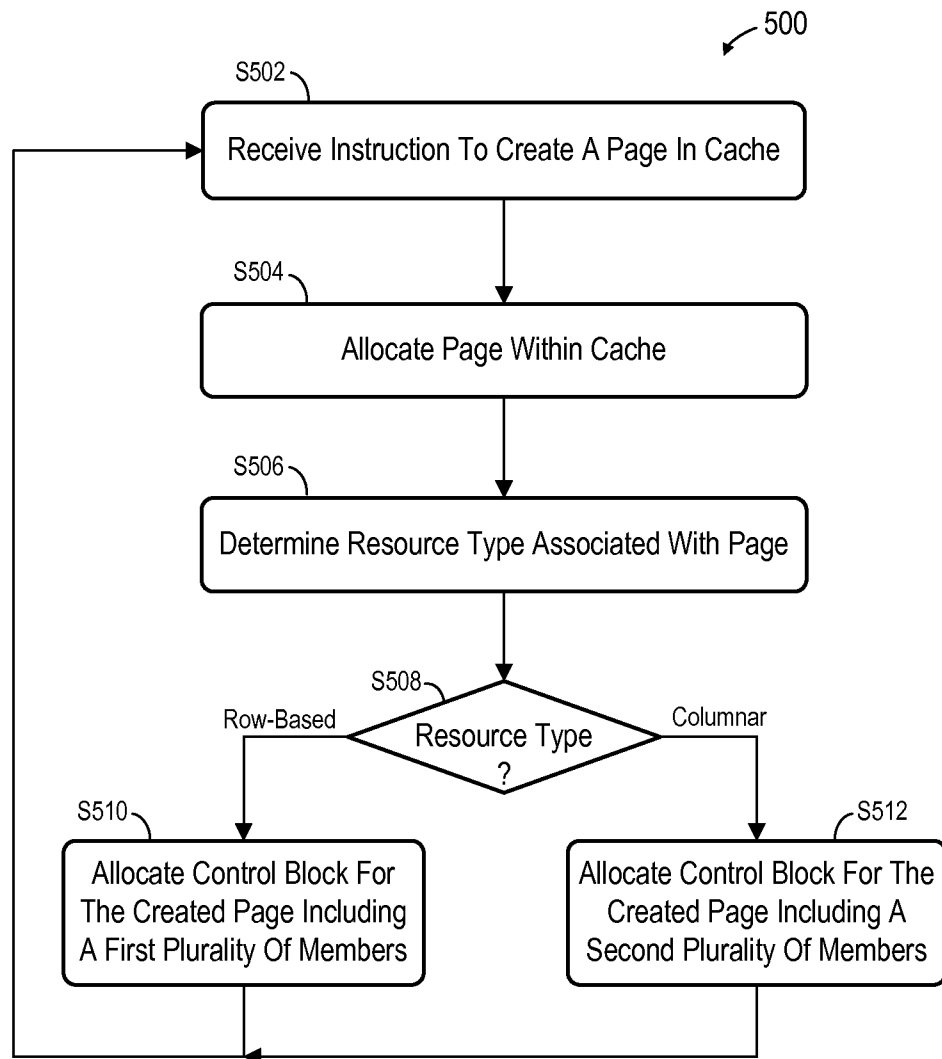 500
S502
Receive Instruction To Create A Page In Cache
S504
Allocate Page Within Cache
S506
Determine Resource Type Associated With Page
S508
Resource Type
?
Row-Based
Columnar
S510
Allocate Control Block For
The Created Page Including
A First Plurality Of Members
S512
Allocate Control Block For The
Created Page Including A
Second Plurality Of Members